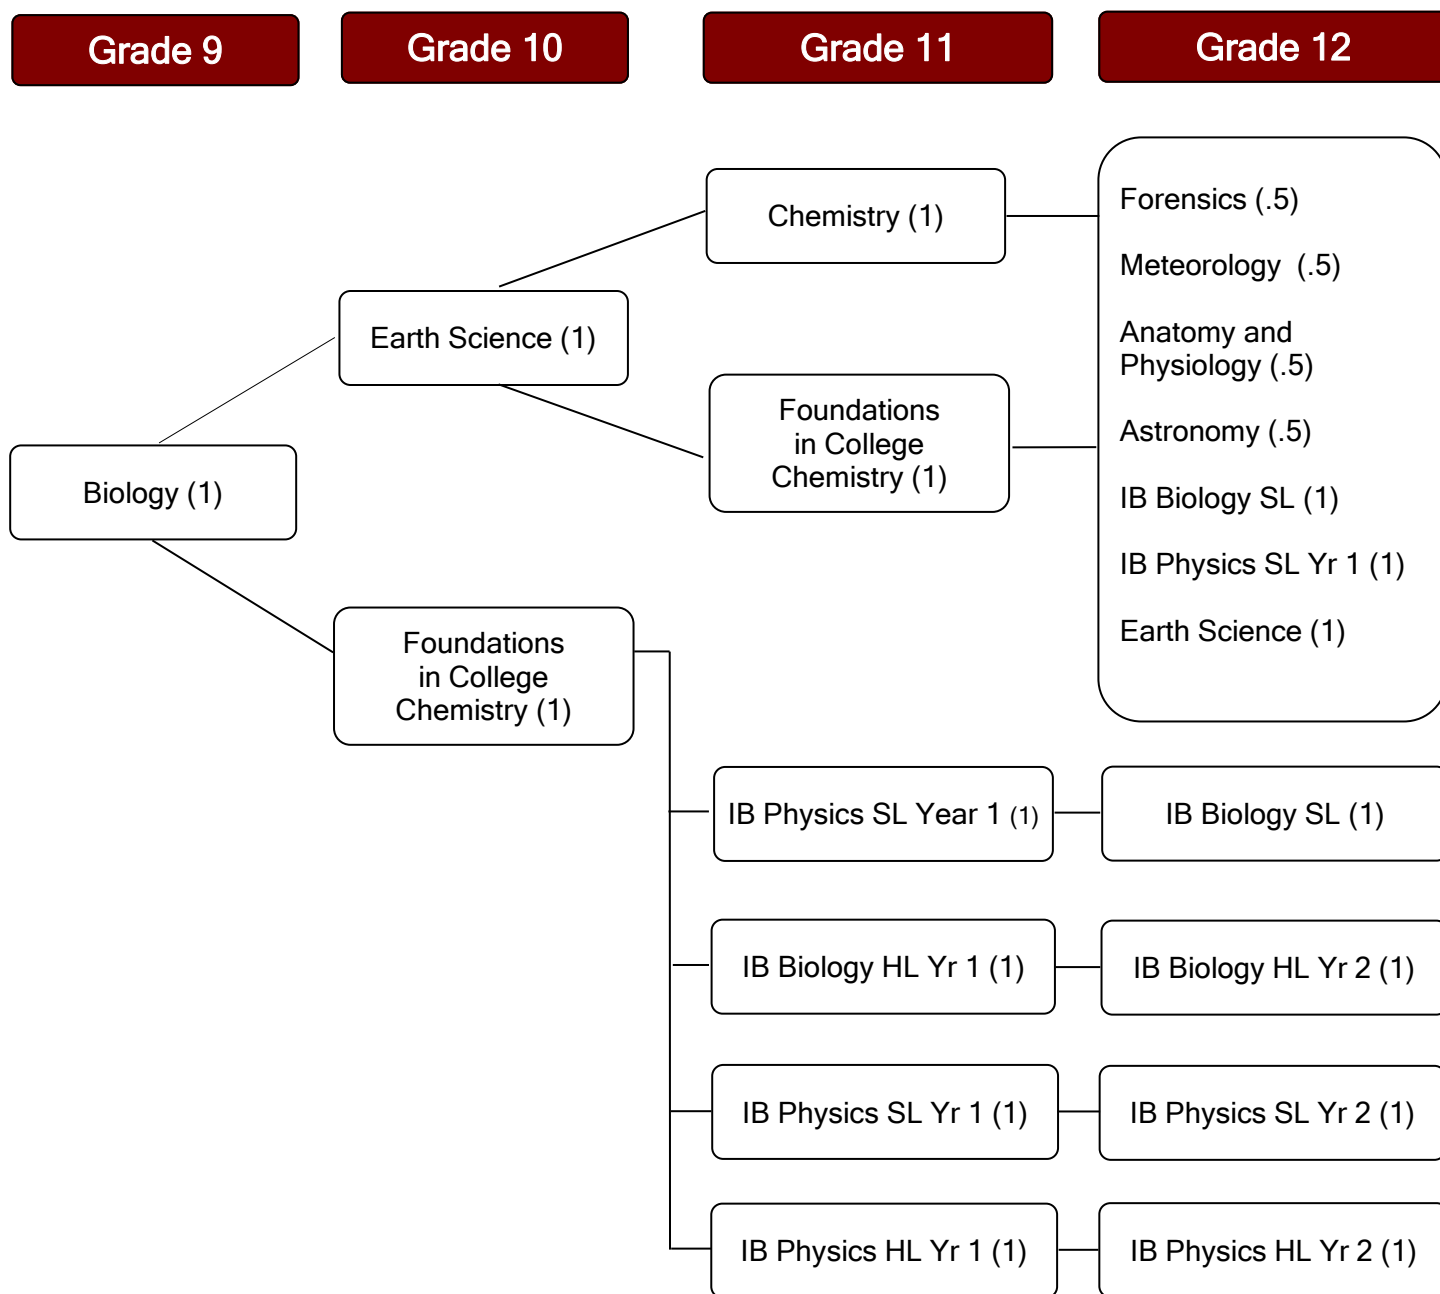 Grade 9
Grade 10
Grade 11
Grade 12
Biology (1)
Earth Science (1)
Foundations
in College
Chemistry (1)
Chemistry (1)
Foundations
in College
Chemistry (1)
Forensics (.5)
Meteorology  (.5)
Anatomy and
Physiology (.5)
Astronomy (.5)
IB Biology SL (1)
IB Physics SL Yr 1 (1)
Earth Science (1)
IB Physics SL Year 1 (1)
IB Biology SL (1)
IB Biology HL Yr 1 (1)
IB Biology HL Yr 2 (1)
IB Physics SL Yr 1 (1)
IB Physics SL Yr 2 (1)
IB Physics HL Yr 1 (1)
IB Physics HL Yr 2 (1)